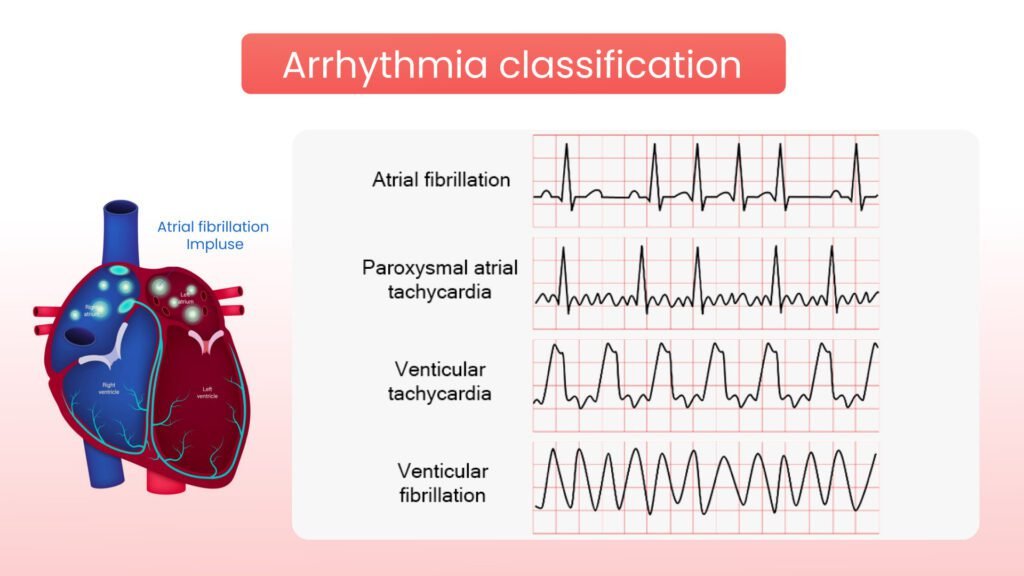 Arrhythmia classification
Atrial fibrillation
Impluse
Right
atrium
Left
atrium
Right
ventricle
Left
ventricle
Atrial fibrillation
Paroxysmal atrial
tachycardia
Venticular
tachycardia
Venticular
fibrillation